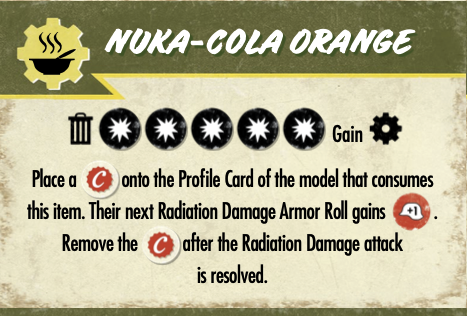 NUKA-COLA ORANGE
Gain
Place a C onto the Profile Card of the model that consumes
this item. Their next Radiation Damage Armor Roll gains +1 .
Remove the C after the Radiation Damage attack
is resolved.